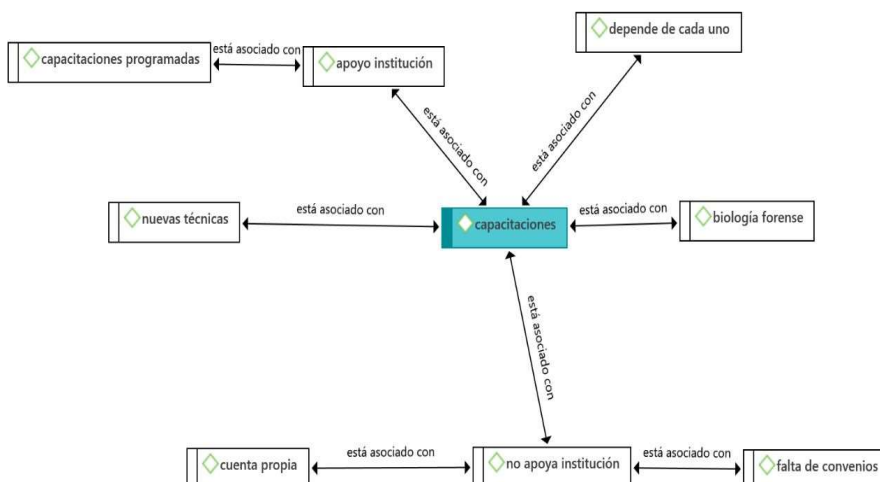 depende de cada uno
está asociado con
capacitaciones programadas
apoyo institución
está asociado con
está asociado con
nuevas técnicas
está asociado con
capacitaciones
está asociado con
biología forense
está asociado con
cuenta propia
está asociado con
no apoya institución
está asociado con
falta de convenios